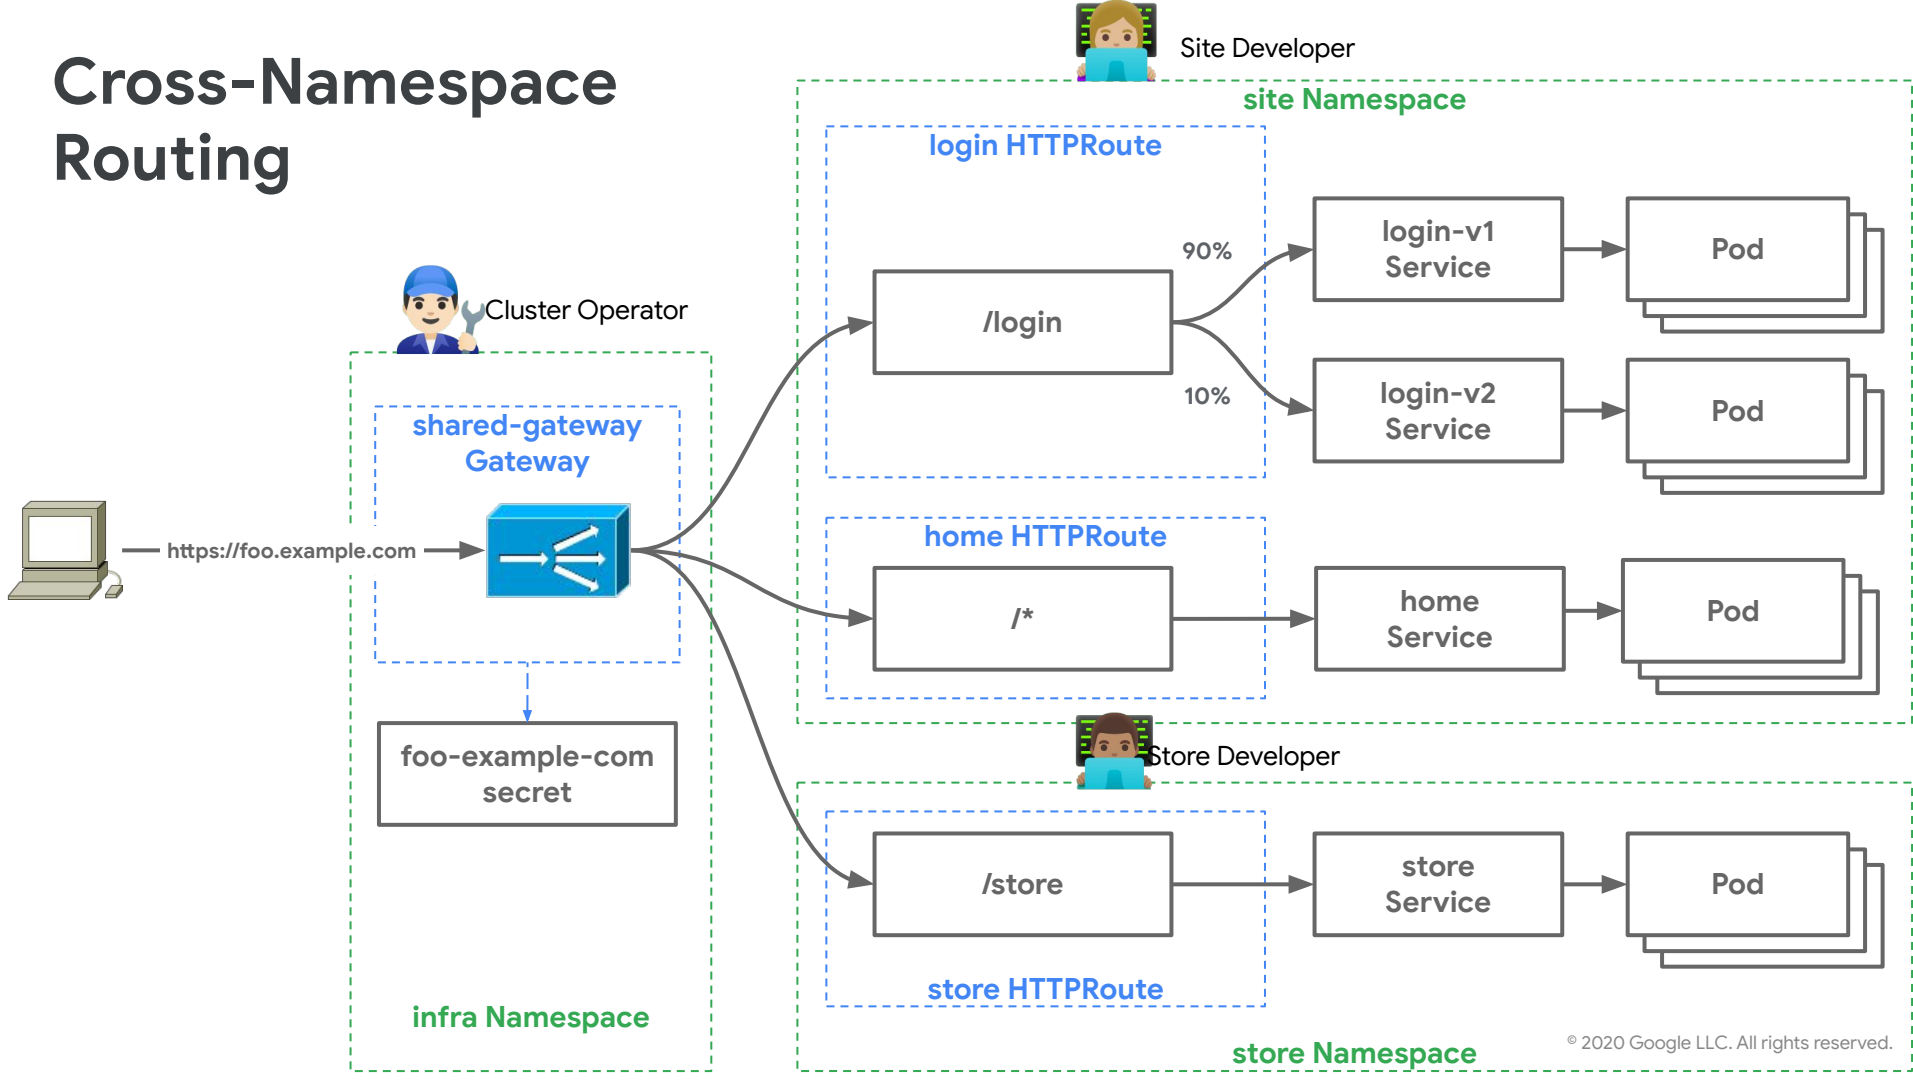 Cross-Namespace
Routing
Site Developer
site Namespace
login HTTPRoute
/login
90%
10%
login-v1
Service
Pod
login-v2
Service
Pod
Cluster Operator
shared-gateway
Gateway
https://foo.example.com
foo-example-com
secret
infra Namespace
home HTTPRoute
/*
home
Service
Pod
Store Developer
/store
store
Service
Pod
store HTTPRoute
store Namespace
© 2020 Google LLC. All rights reserved.